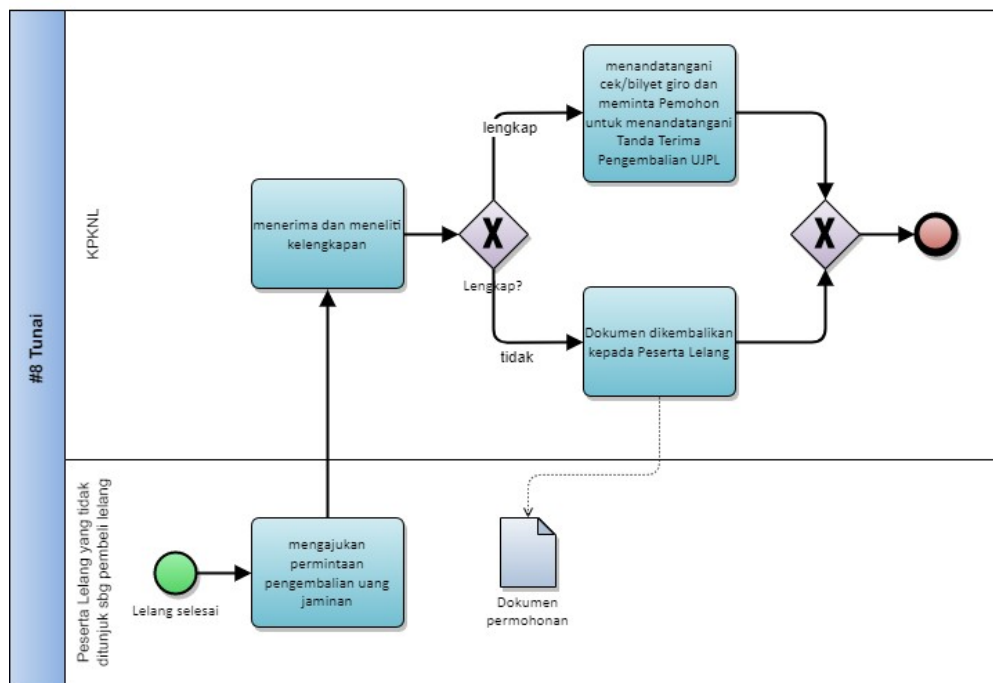 #8 Tunai
KPKNL
menerima dan meneliti
kelengkapan
Lengkap?
lengkap
menandatangani
cek/bilyet giro dan
meminta Pemohon
untuk menandatangani
Tanda Terima
Pengembalian UJPL
tidak
Dokumen dikembalikan
kepada Peserta Lelang
Peserta Lelang yang tidak
ditunjuk sbg pembeli lelang
Lelang selesai
mengajukan
permintaan
pengembalian uang
jaminan
Dokumen
permohonan